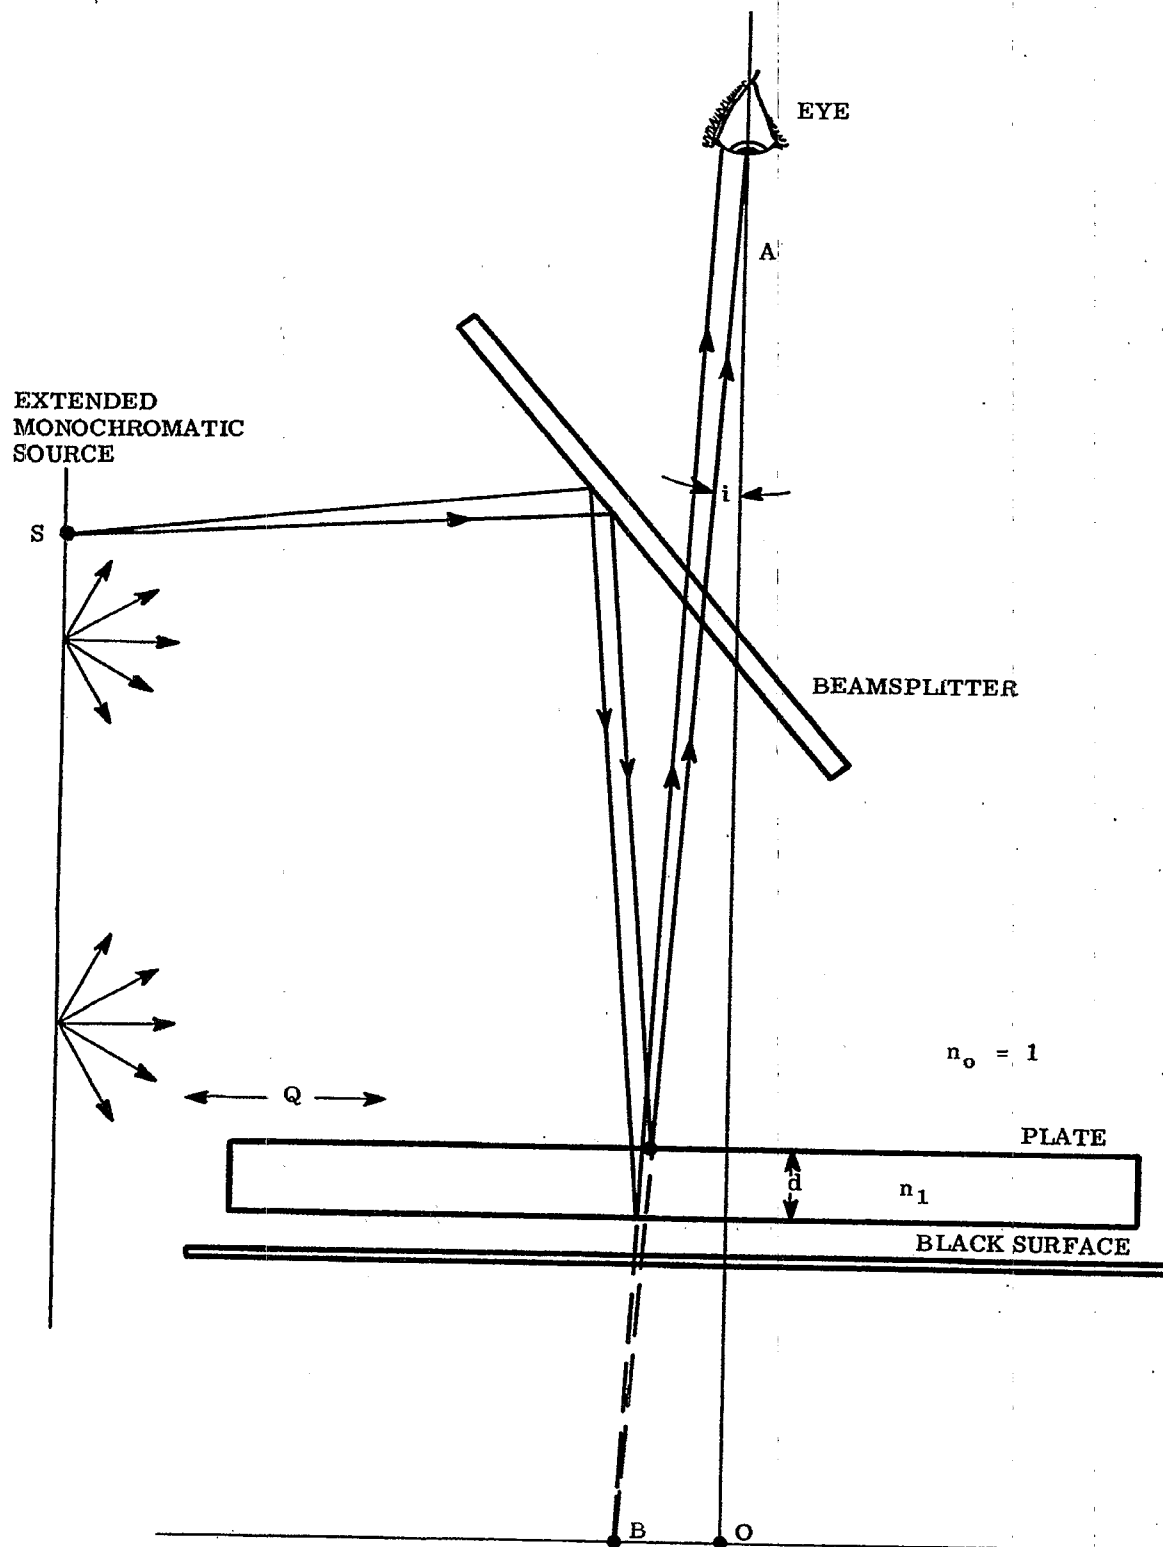 EYE
A
EXTENDED
MONOCHROMATIC
SOURCE
S
i
BEAMSPLITTER
n₀ = 1
Q
PLATE
d
n₁
BLACK SURFACE
B
O